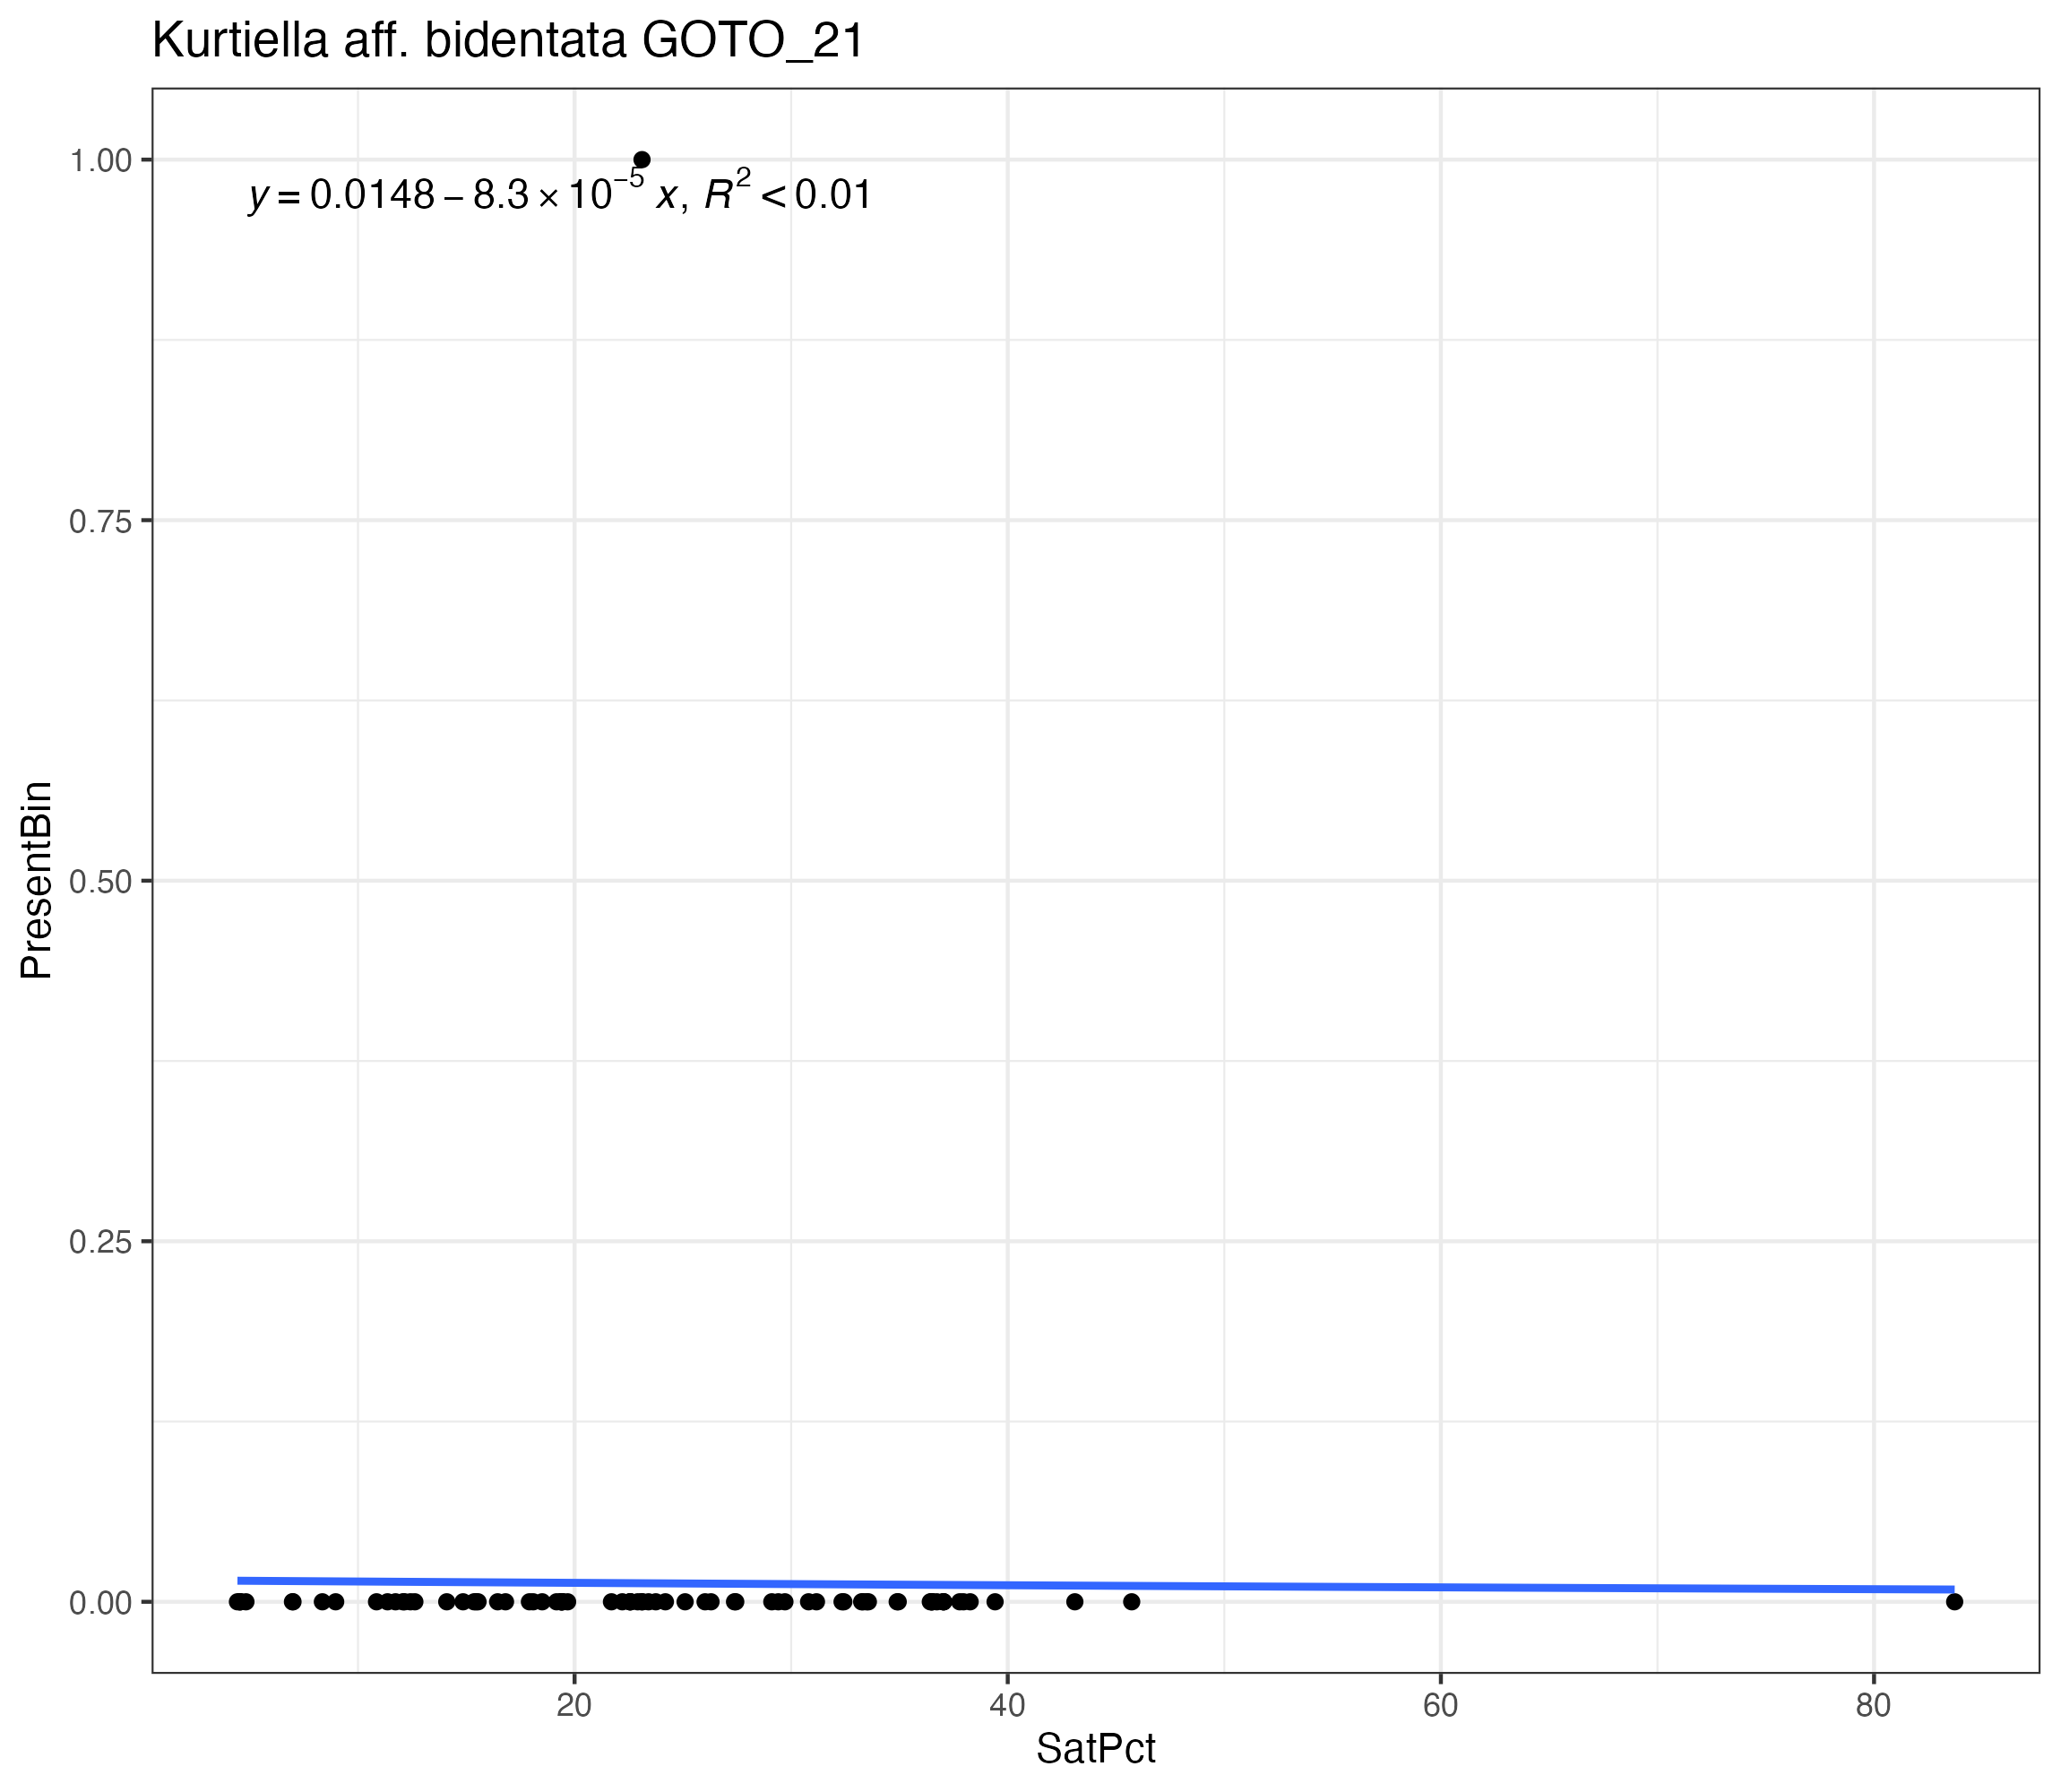 Kurtiella aff. bidentata GOTO_21
1.00
y = 0.0148 − 8.3 × 10⁻⁵ x, R² < 0.01
0.75
PresentBin
0.50
0.25
0.00
20 40 60 80
SatPct